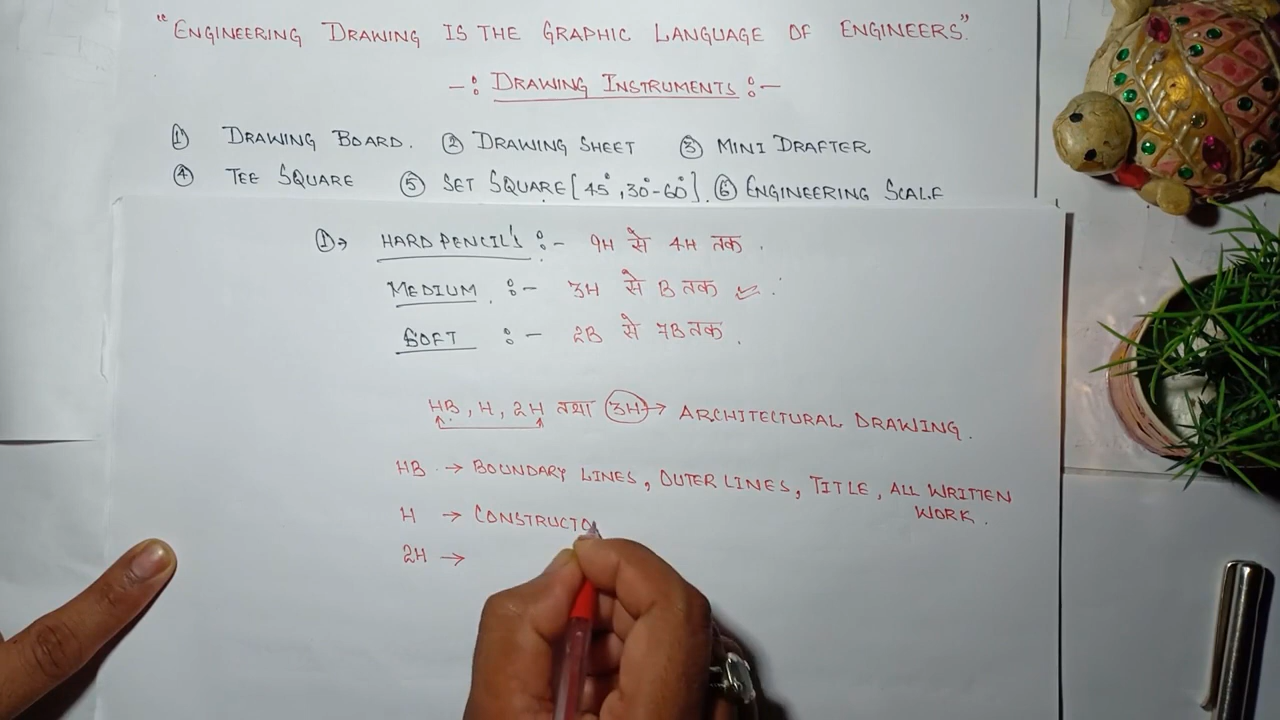 "ENGINEERING DRAWING IS THE GRAPHIC LANGUAGE OF ENGINEERS".
-: DRAWING INSTRUMENTS :-
① DRAWING BOARD. ② DRAWING SHEET ③ MINI DRAFTER
④ TEE SQUARE ⑤ SET SQUARE [45°, 30°-60°]. ⑥ ENGINEERING SCALE
①→ HARD PENCIL'S :- 9H से 4H तक.
MEDIUM. :- 3H से B तक
SOFT :- 2B से 7B तक.
HB, H, 2H तथा 3H → ARCHITECTURAL DRAWING.
HB → BOUNDARY LINES, OUTER LINES, TITLE, ALL WRITTEN
WORK.
H → CONSTRUCTO
2H →